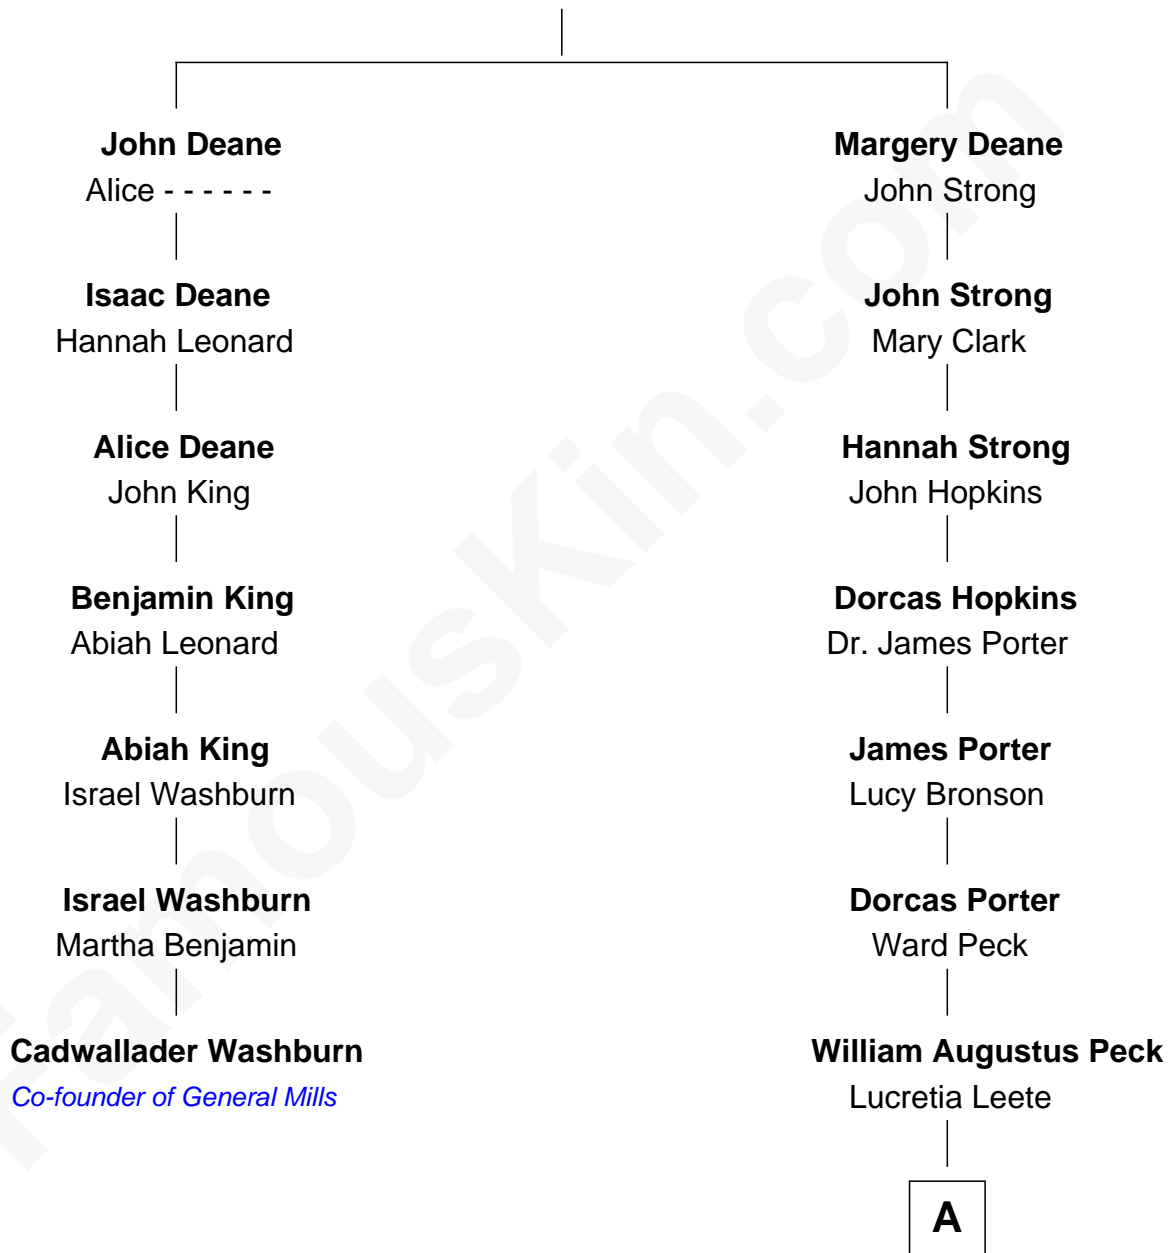 John Deane
Alice - - - - - -
Isaac Deane
Hannah Leonard
Alice Deane
John King
Benjamin King
Abiah Leonard
Abiah King
Israel Washburn
Israel Washburn
Martha Benjamin
Cadwallader Washburn
Co-founder of General Mills
Margery Deane
John Strong
John Strong
Mary Clark
Hannah Strong
John Hopkins
Dorcas Hopkins
Dr. James Porter
James Porter
Lucy Bronson
Dorcas Porter
Ward Peck
William Augustus Peck
Lucretia Leete
A
FamousKin.com